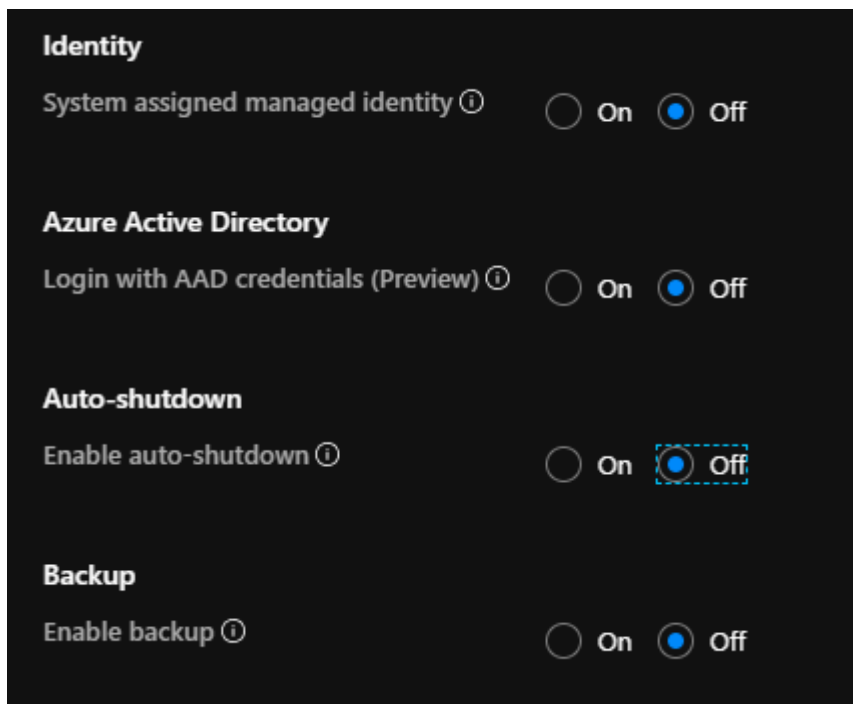 Identity
System assigned managed identity On Off
Azure Active Directory
Login with AAD credentials (Preview) On Off
Auto-shutdown
Enable auto-shutdown On Off
Backup
Enable backup On Off